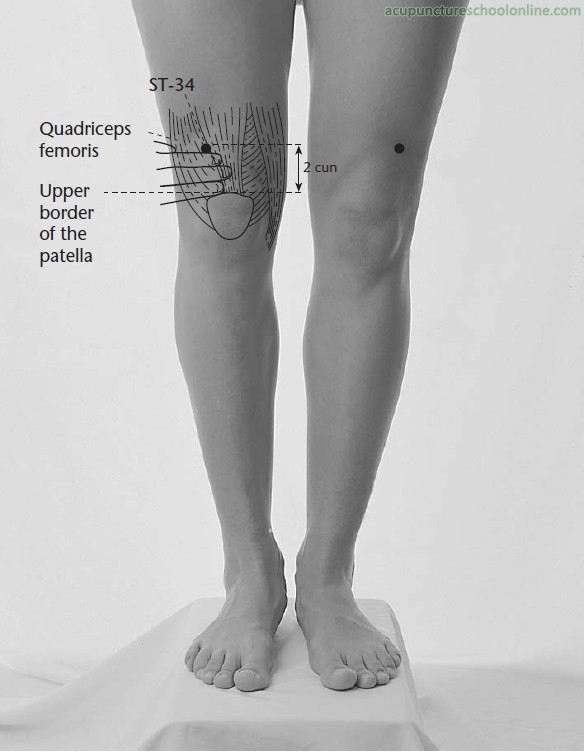 acupunctureschoolonline.com
ST-34
Quadriceps
femoris
2 cun
Upper
border
of the
patella